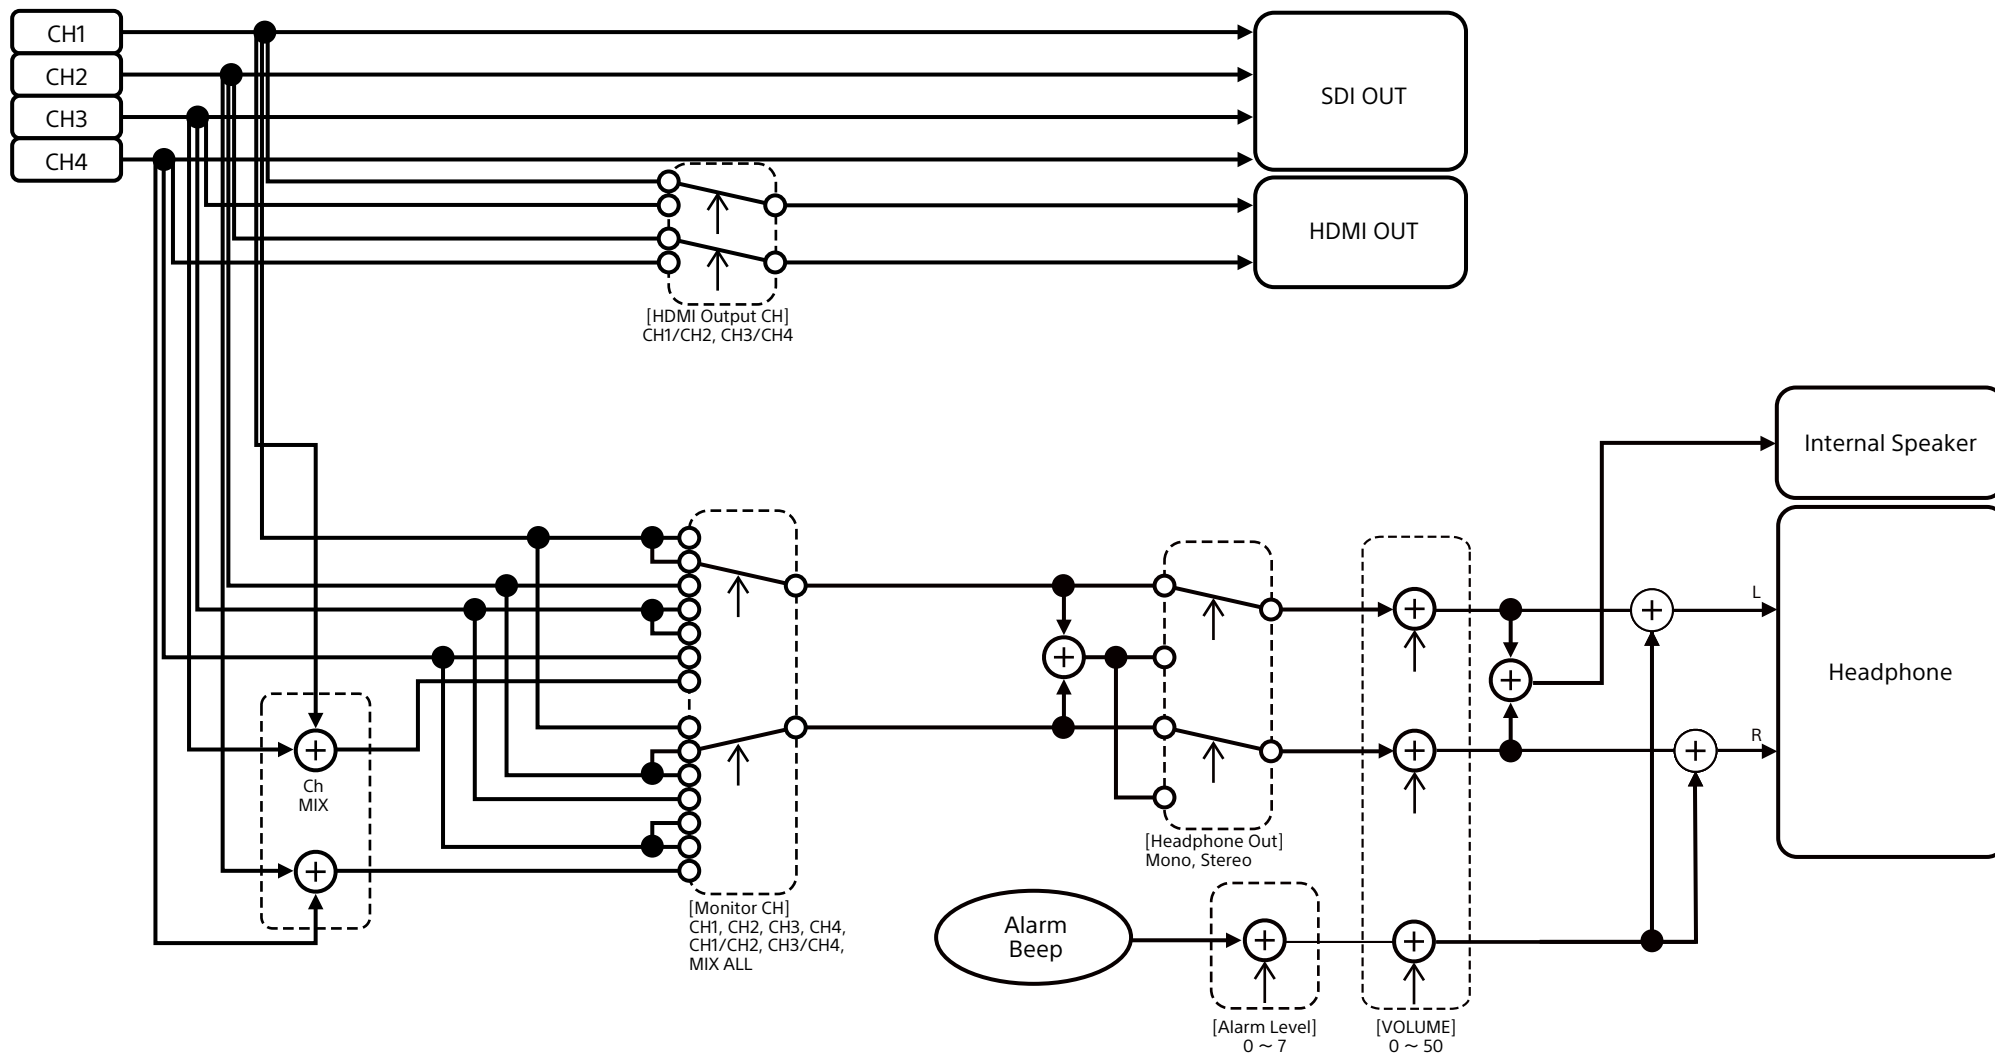 CH1
CH2
CH3
CH4
SDI OUT
HDMI OUT
[HDMI Output CH]
CH1/CH2, CH3/CH4
Internal Speaker
L
Headphone
R
Ch
MIX
[Headphone Out]
Mono, Stereo
[Monitor CH]
CH1, CH2, CH3, CH4,
CH1/CH2, CH3/CH4,
MIX ALL
Alarm
Beep
[Alarm Level]
0 ~ 7
[VOLUME]
0 ~ 50